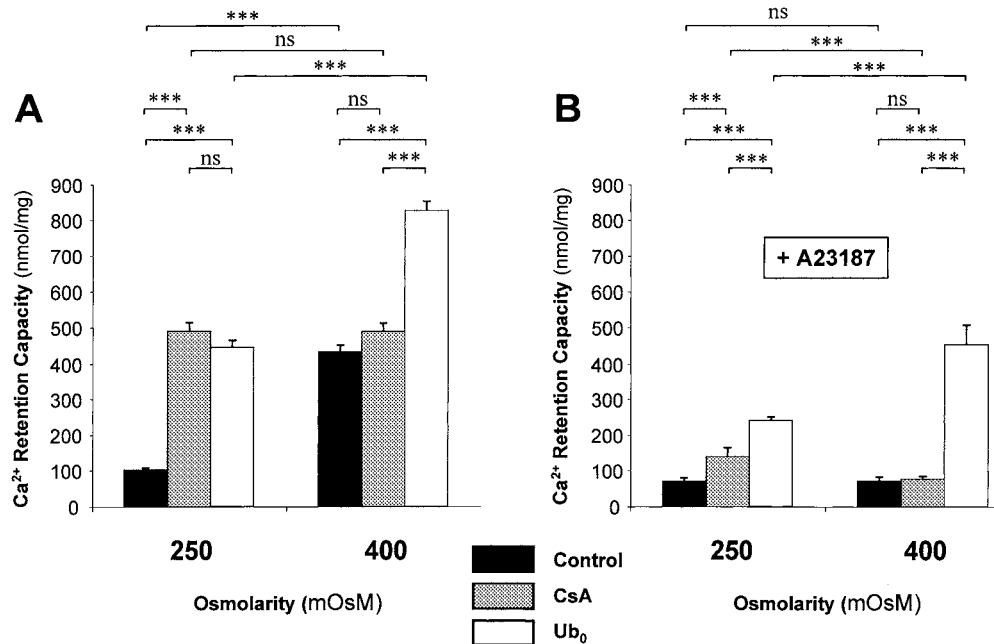 ***
ns
***
A
***
ns
***
***
ns
***
Ca²⁺ Retention Capacity (nmol/mg)
900
800
700
600
500
400
300
200
100
0
250
400
Osmolarity (mOsM)
ns
***
***
B
***
ns
***
***
***
***
Ca²⁺ Retention Capacity (nmol/mg)
900
800
700
600
500
400
300
200
100
0
+ A23187
250
400
Osmolarity (mOsM)
Control
CsA
Ub₀